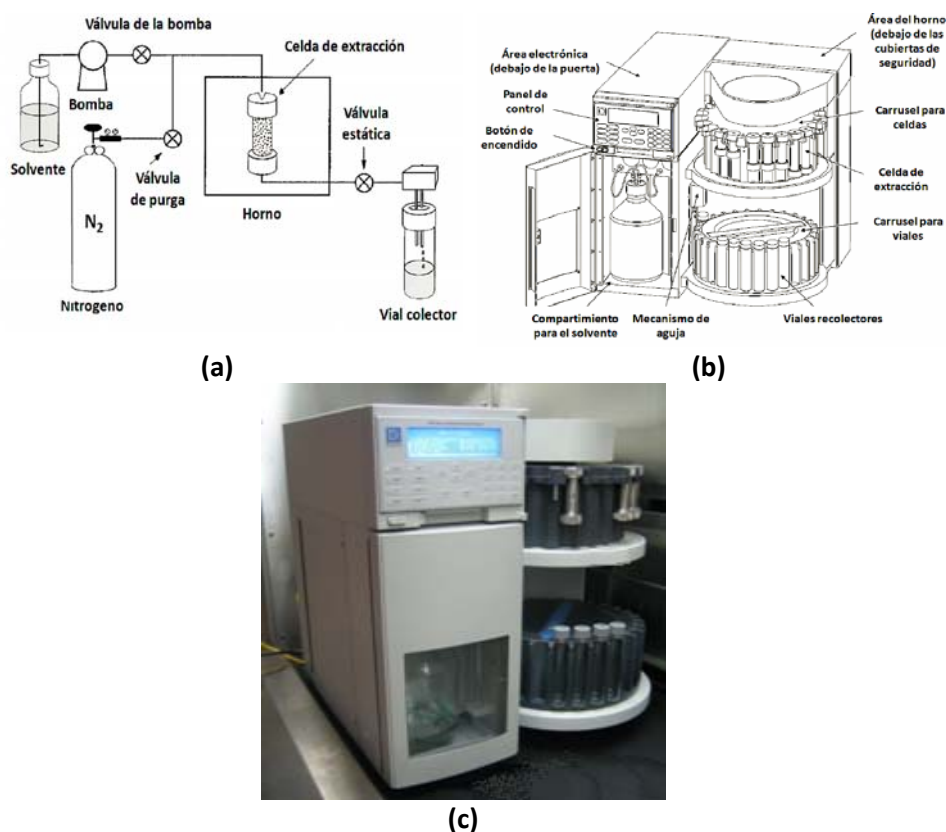 Válvula de la bomba
Celda de extracción
Bomba
Válvula
estática
Solvente
Válvula
de purga
Horno
N2
Nitrogeno
Vial colector
(a)
Área del horno
(debajo de las
cubiertas de
seguridad)
Área electrónica
(debajo de la puerta)
Panel de
control
Carrusel para
celdas
Botón de
encendido
Celda de
extracción
Carrusel para
viales
Compartimiento
para el solvente
Mecanismo de
aguja
Viales recolectores
(b)
(c)